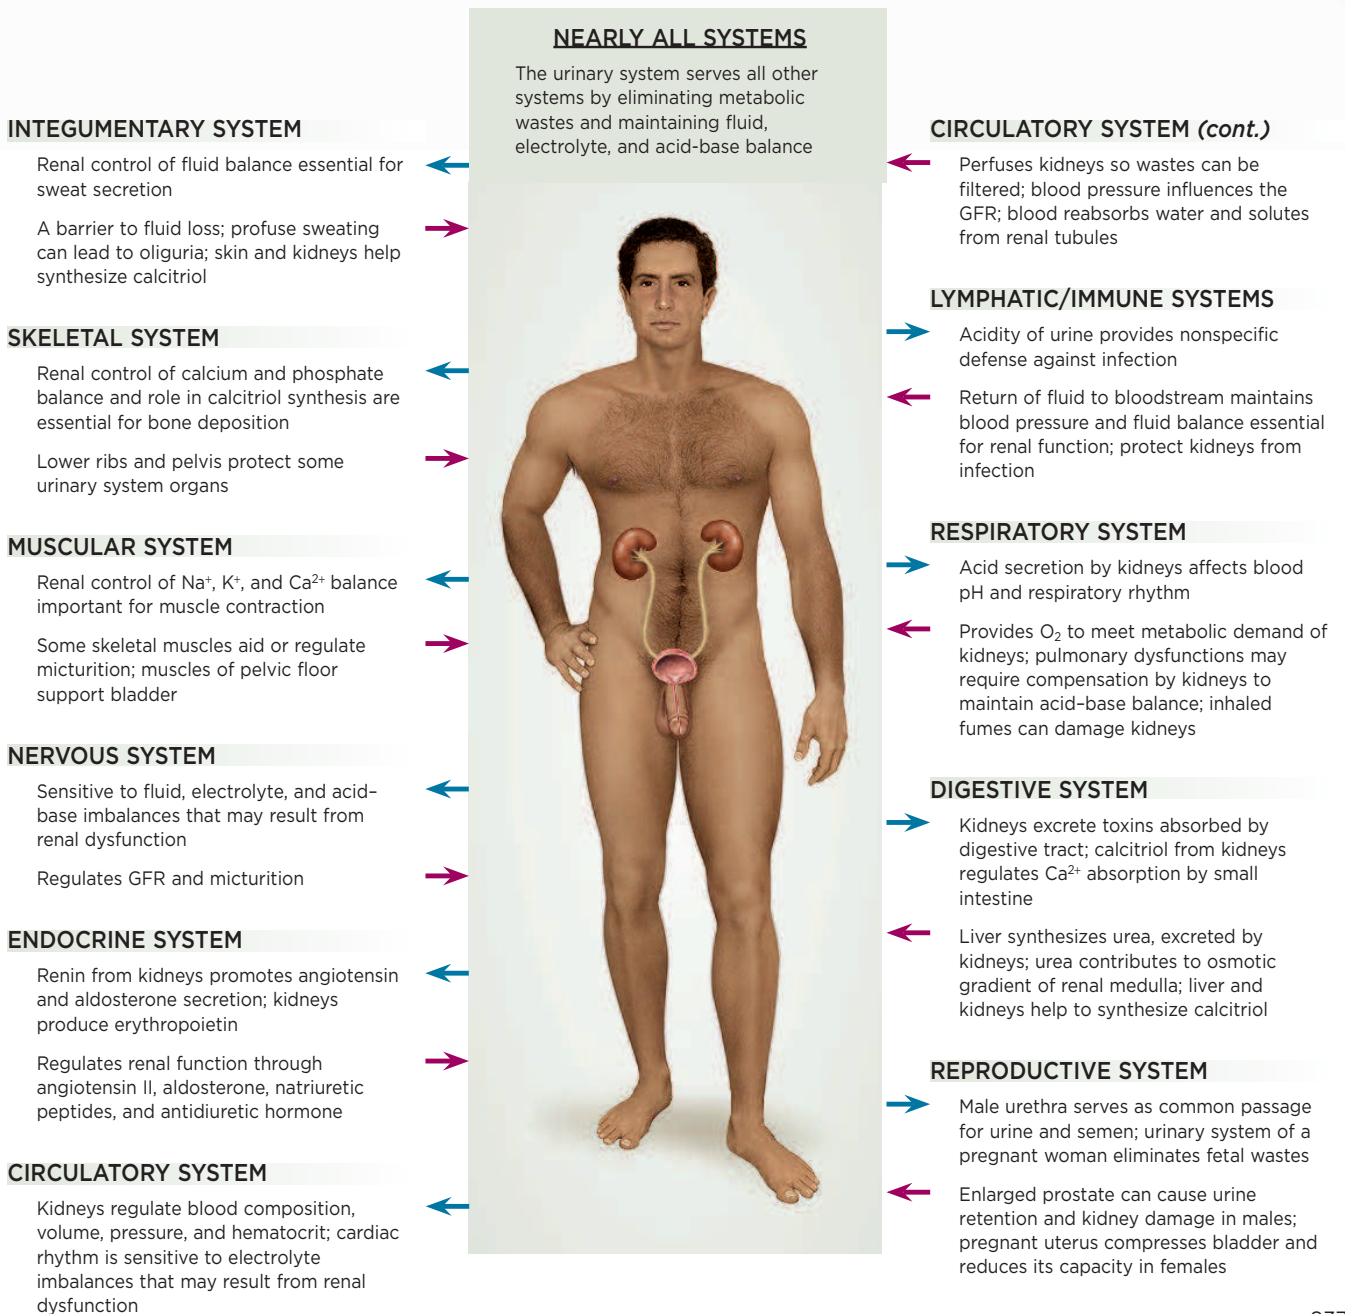 NEARLY ALL SYSTEMS
The urinary system serves all other
systems by eliminating metabolic
wastes and maintaining fluid,
electrolyte, and acid-base balance
INTEGUMENTARY SYSTEM
Renal control of fluid balance essential for
sweat secretion
A barrier to fluid loss; profuse sweating
can lead to oliguria; skin and kidneys help
synthesize calcitriol
SKELETAL SYSTEM
Renal control of calcium and phosphate
balance and role in calcitriol synthesis are
essential for bone deposition
Lower ribs and pelvis protect some
urinary system organs
MUSCULAR SYSTEM
Renal control of Na⁺, K⁺, and Ca²⁺ balance
important for muscle contraction
Some skeletal muscles aid or regulate
micturition; muscles of pelvic floor
support bladder
NERVOUS SYSTEM
Sensitive to fluid, electrolyte, and acid–
base imbalances that may result from
renal dysfunction
Regulates GFR and micturition
ENDOCRINE SYSTEM
Renin from kidneys promotes angiotensin
and aldosterone secretion; kidneys
produce erythropoietin
Regulates renal function through
angiotensin II, aldosterone, natriuretic
peptides, and antidiuretic hormone
CIRCULATORY SYSTEM
Kidneys regulate blood composition,
volume, pressure, and hematocrit; cardiac
rhythm is sensitive to electrolyte
imbalances that may result from renal
dysfunction
CIRCULATORY SYSTEM (cont.)
Perfuses kidneys so wastes can be
filtered; blood pressure influences the
GFR; blood reabsorbs water and solutes
from renal tubules
LYMPHATIC/IMMUNE SYSTEMS
Acidity of urine provides nonspecific
defense against infection
Return of fluid to bloodstream maintains
blood pressure and fluid balance essential
for renal function; protect kidneys from
infection
RESPIRATORY SYSTEM
Acid secretion by kidneys affects blood
pH and respiratory rhythm
Provides O₂ to meet metabolic demand of
kidneys; pulmonary dysfunctions may
require compensation by kidneys to
maintain acid–base balance; inhaled
fumes can damage kidneys
DIGESTIVE SYSTEM
Kidneys excrete toxins absorbed by
digestive tract; calcitriol from kidneys
regulates Ca²⁺ absorption by small
intestine
Liver synthesizes urea, excreted by
kidneys; urea contributes to osmotic
gradient of renal medulla; liver and
kidneys help to synthesize calcitriol
REPRODUCTIVE SYSTEM
Male urethra serves as common passage
for urine and semen; urinary system of a
pregnant woman eliminates fetal wastes
Enlarged prostate can cause urine
retention and kidney damage in males;
pregnant uterus compresses bladder and
reduces its capacity in females